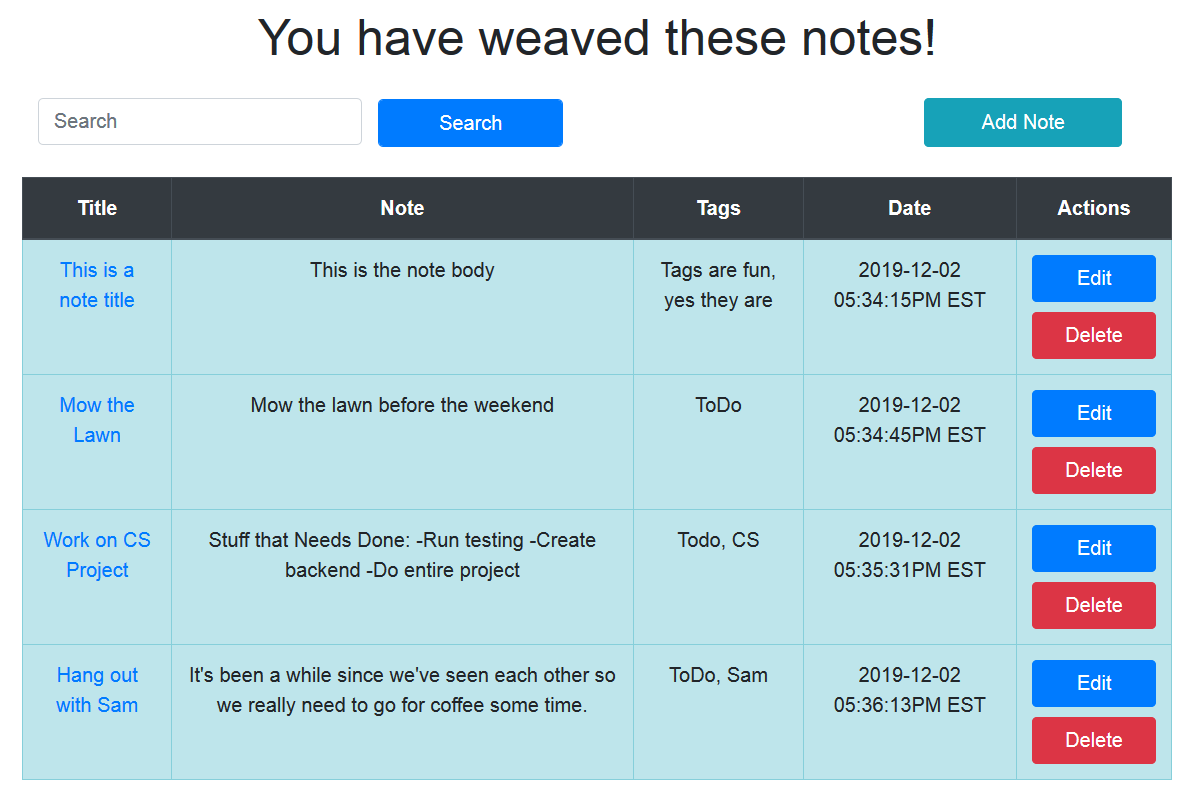 You have weaved these notes!
Search Search Add Note
Title Note Tags Date Actions
This is a This is the note body Tags are fun, 2019-12-02 Edit
note title yes they are 05:34:15PM EST
Delete
Mow the Mow the lawn before the weekend ToDo 2019-12-02 Edit
Lawn 05:34:45PM EST
Delete
Work on CS Stuff that Needs Done: -Run testing -Create Todo, CS 2019-12-02 Edit
Project backend -Do entire project 05:35:31PM EST
Delete
Hang out It's been a while since we've seen each other so ToDo, Sam 2019-12-02 Edit
with Sam we really need to go for coffee some time. 05:36:13PM EST
Delete